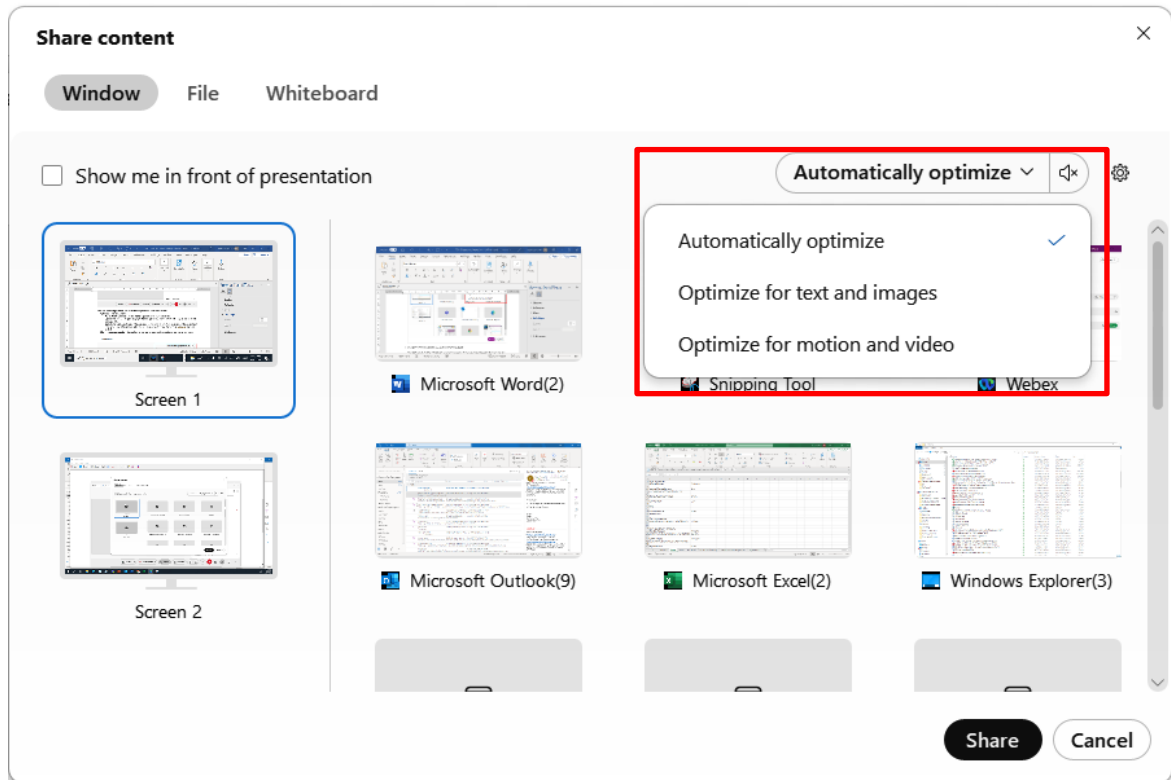 Share content
Window File Whiteboard
Show me in front of presentation
Automatically optimize
Automatically optimize
Optimize for text and images
Optimize for motion and video
Screen 1
Microsoft Word(2)
Snipping Tool
Webex
Screen 2
Microsoft Outlook(9)
Microsoft Excel(2)
Windows Explorer(3)
Share Cancel